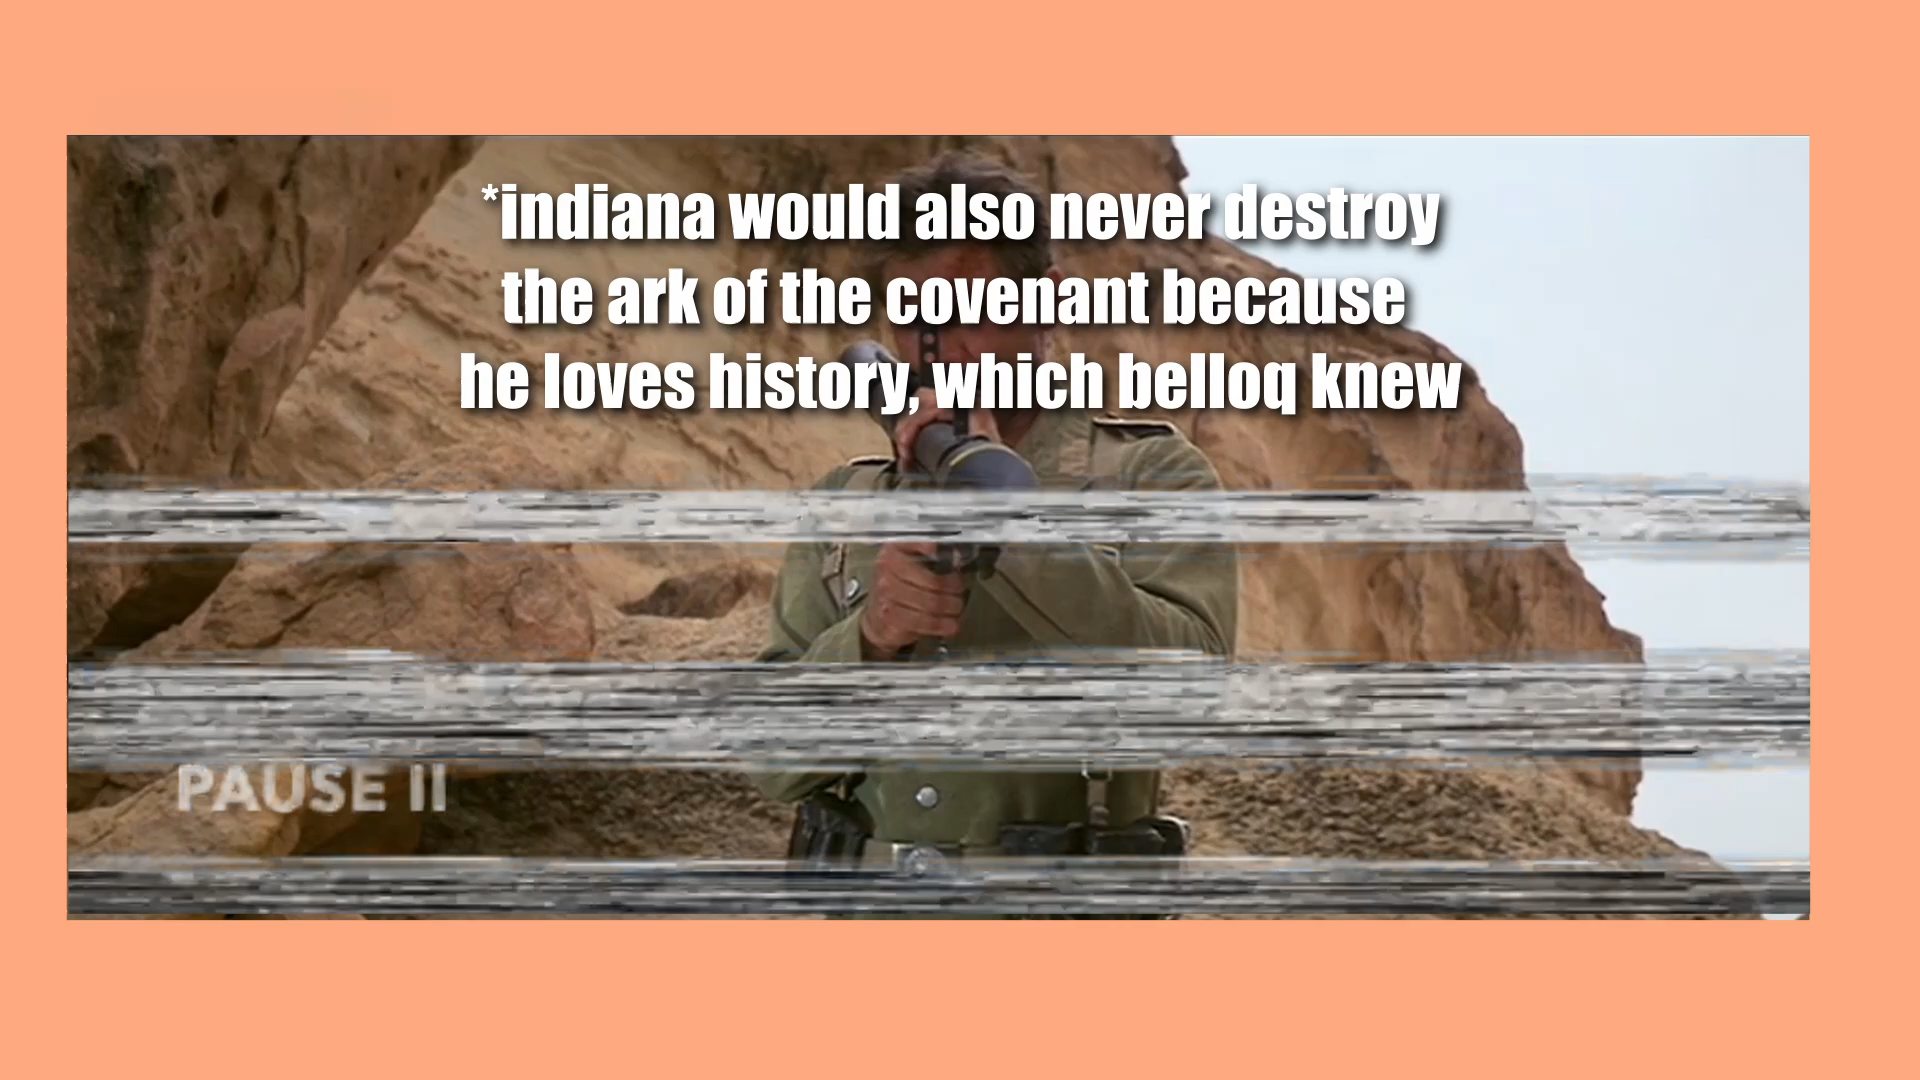 *indiana would also never destroy
the ark of the covenant because
he loves history, which belloq knew
PAUSE II